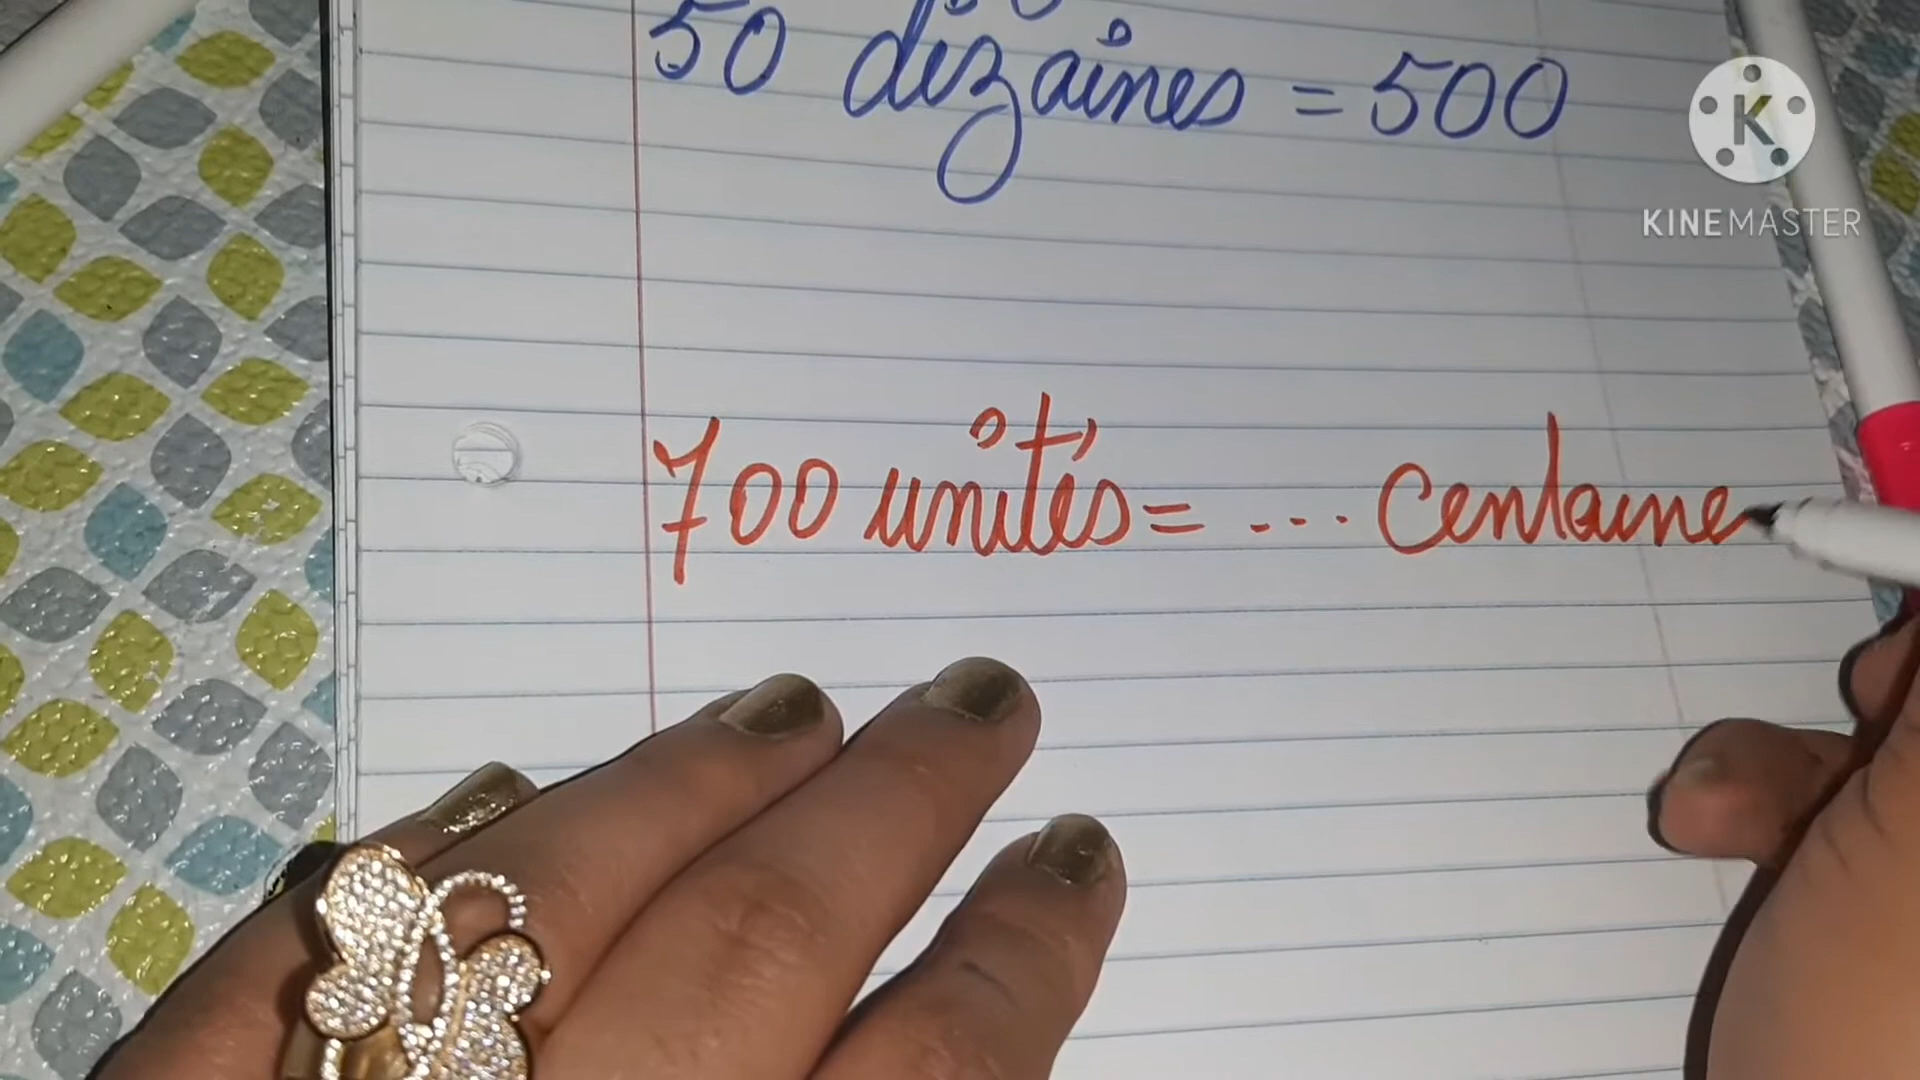 50 dizaines = 500
KINEMASTER
700 unités = ... centaine